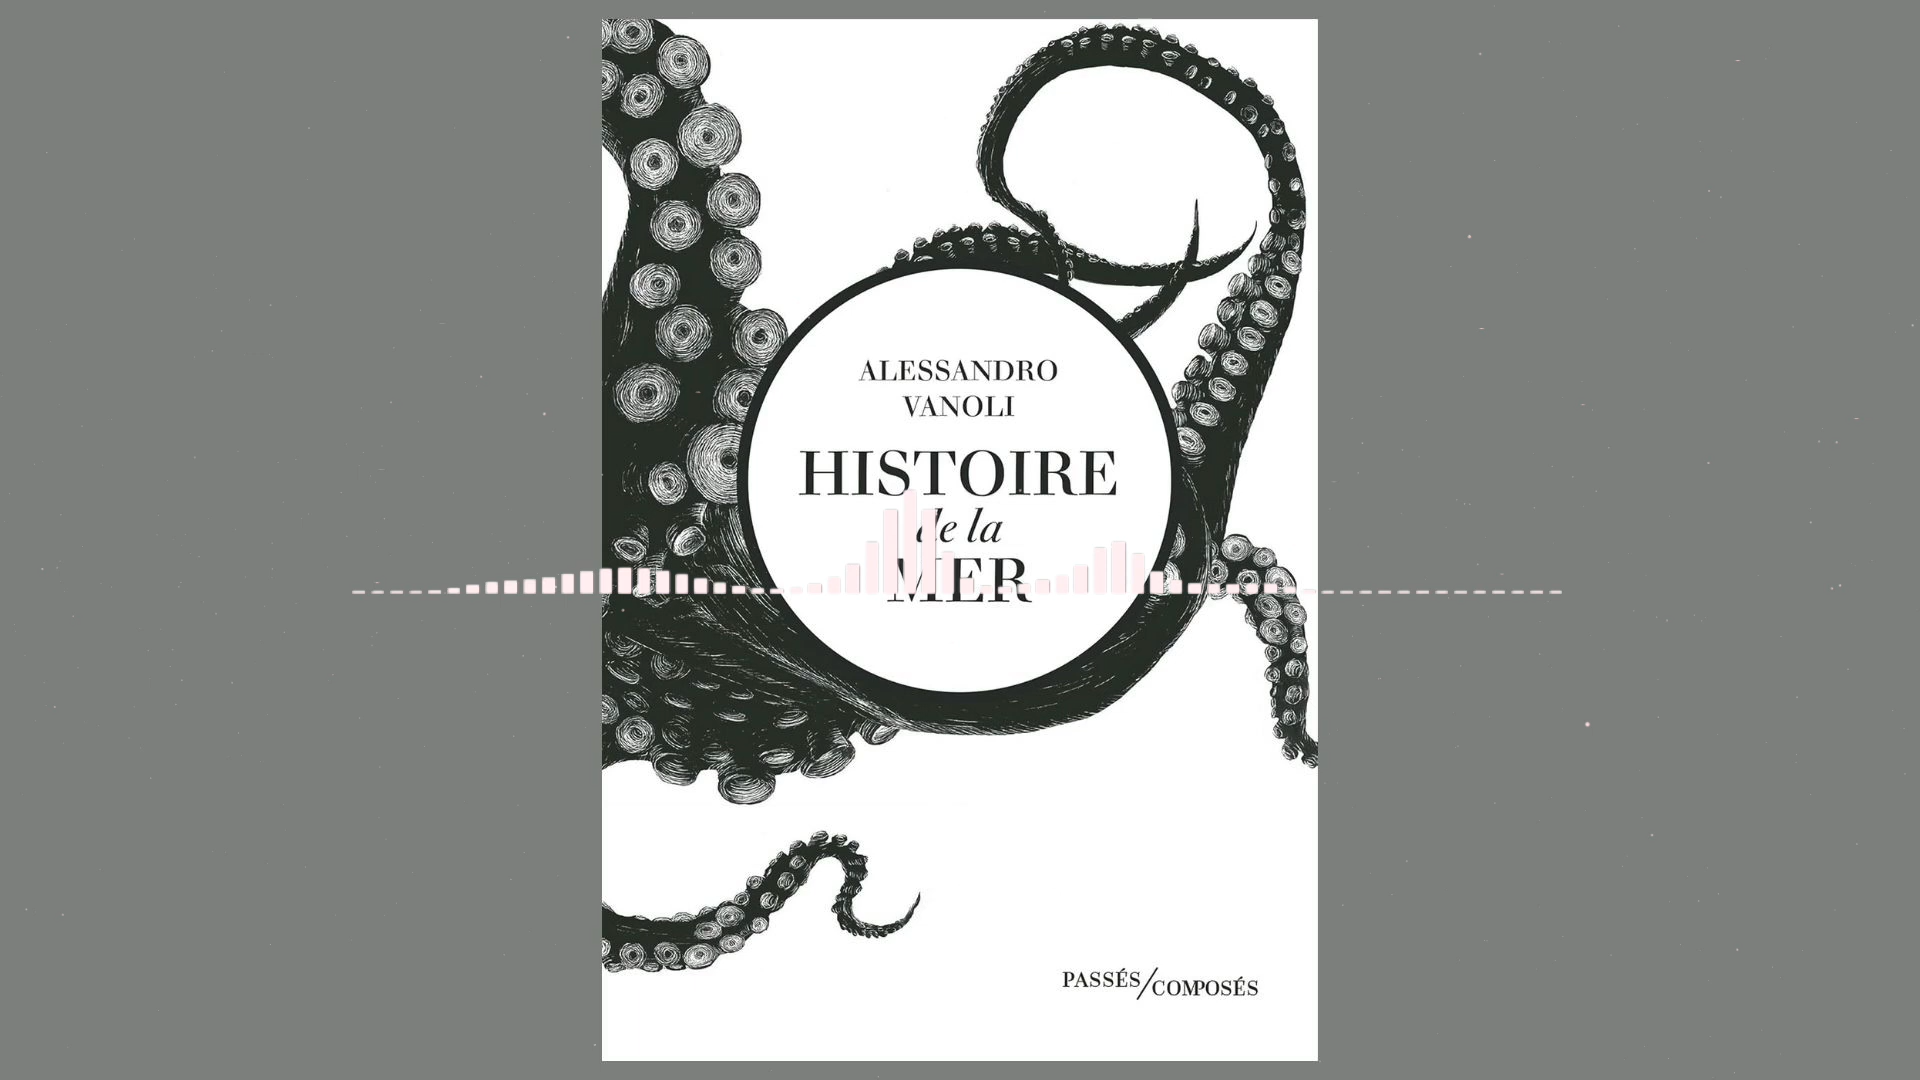 ALESSANDRO
VANOLI
HISTOIRE
de la
MER
PASSÉS/COMPOSÉS